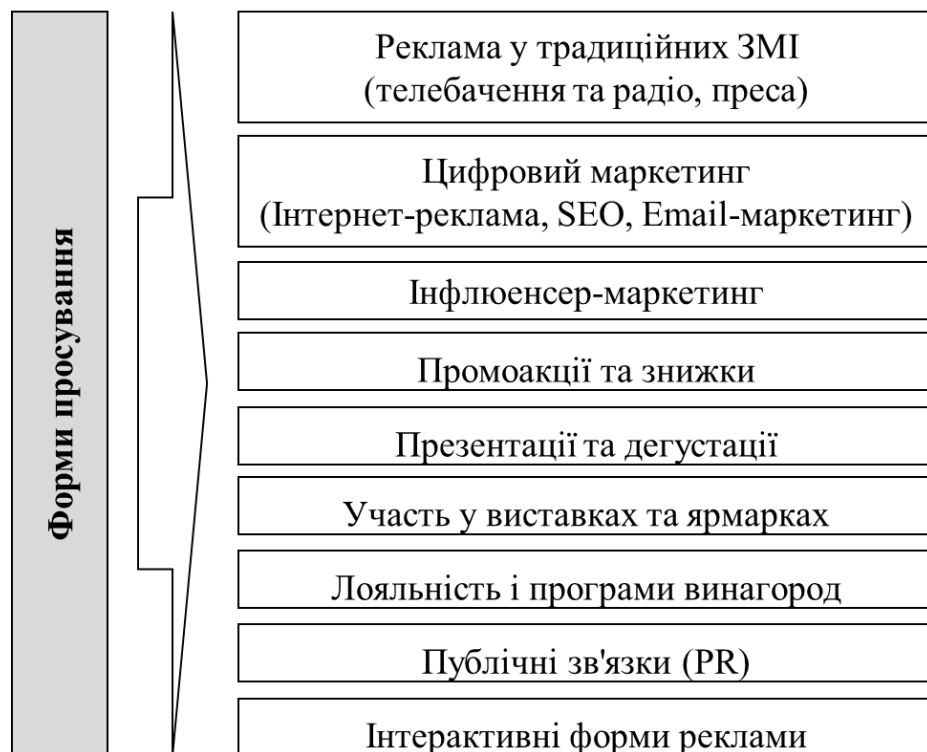 Форми просування
Реклама у традиційних ЗМІ
(телебачення та радіо, преса)
Цифровий маркетинг
(Інтернет-реклама, SEO, Email-маркетинг)
Інфлюенсер-маркетинг
Промоакції та знижки
Презентації та дегустації
Участь у виставках та ярмарках
Лояльність і програми винагород
Публічні зв'язки (PR)
Інтерактивні форми реклами